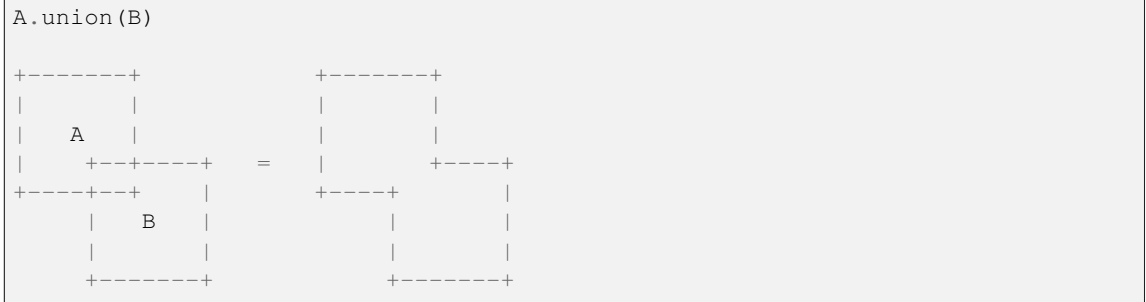 A.union(B)

+-------+            +-------+
|       |            |       |
|   A   |            |       |
|    +--+----+   =   |       +----+
+----+--+    |       +----+       |
     |   B   |            |       |
     |       |            |       |
     +-------+            +-------+